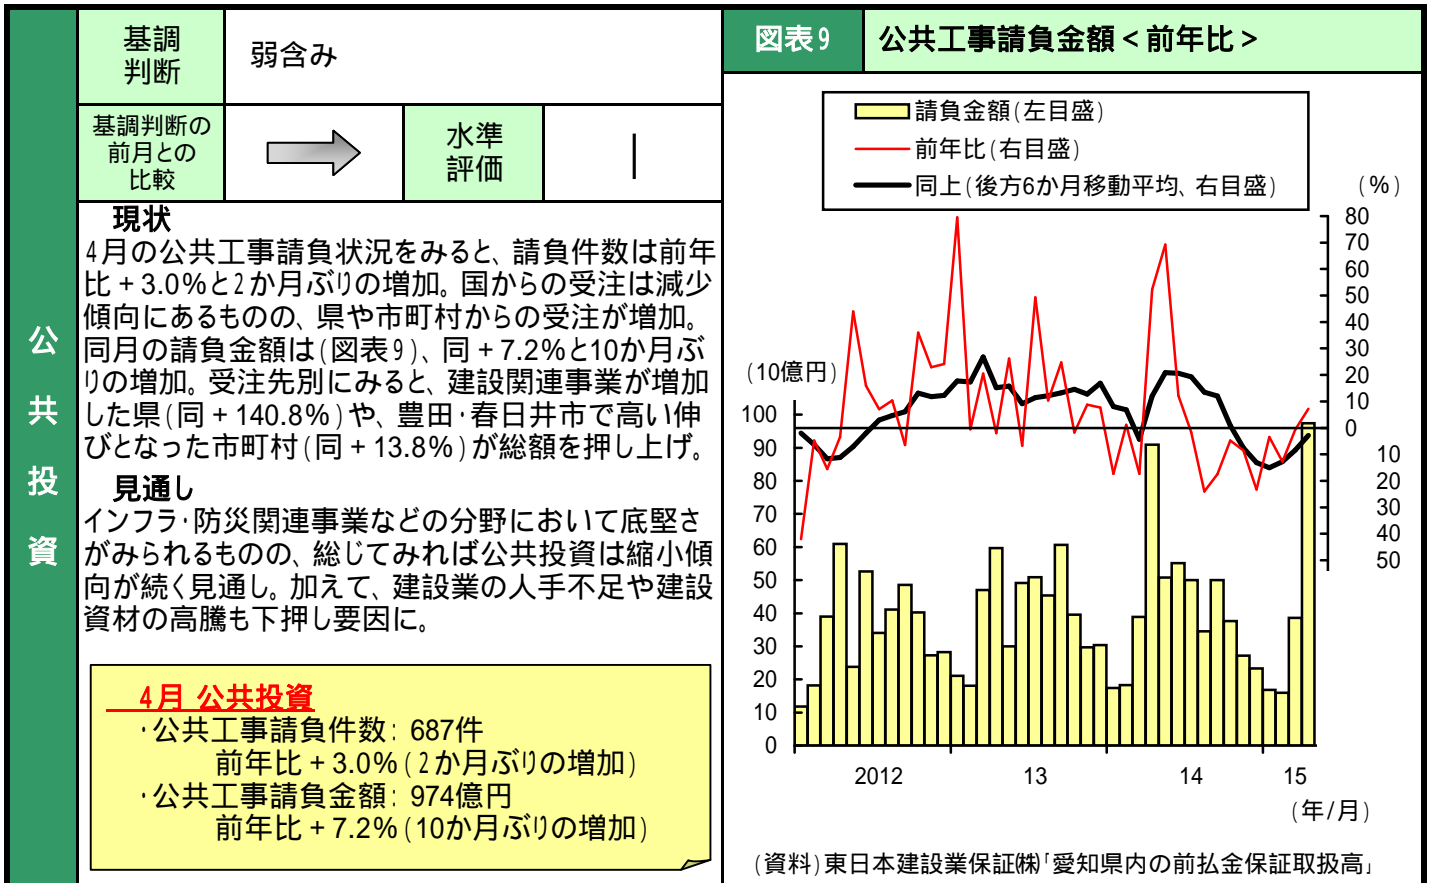 公共投資
基調
判断
弱含み
基調判断の
前月との
比較
水準
評価
現状
4月の公共工事請負状況をみると、請負件数は前年
比+3.0%と2か月ぶりの増加。国からの受注は減少
傾向にあるものの、県や市町村からの受注が増加。
同月の請負金額は(図表9)、同+7.2%と10か月ぶ
りの増加。受注先別にみると、建設関連事業が増加
した県(同+140.8%)や、豊田・春日井市で高い伸
びとなった市町村(同+13.8%)が総額を押し上げ。
見通し
インフラ・防災関連事業などの分野において底堅さ
がみられるものの、総じてみれば公共投資は縮小傾
向が続く見通し。加えて、建設業の人手不足や建設
資材の高騰も下押し要因に。
4月 公共投資
・公共工事請負件数: 687件
前年比+3.0%(2か月ぶりの増加)
・公共工事請負金額: 974億円
前年比+7.2%(10か月ぶりの増加)
図表9
公共工事請負金額<前年比>
請負金額(左目盛)
前年比(右目盛)
同上(後方6か月移動平均、右目盛)
(%)
80
70
60
50
40
30
20
10
0
10
20
30
40
50
(10億円)
100
90
80
70
60
50
40
30
20
10
0
2012 13 14 15
(年/月)
(資料)東日本建設業保証㈱「愛知県内の前払金保証取扱高」